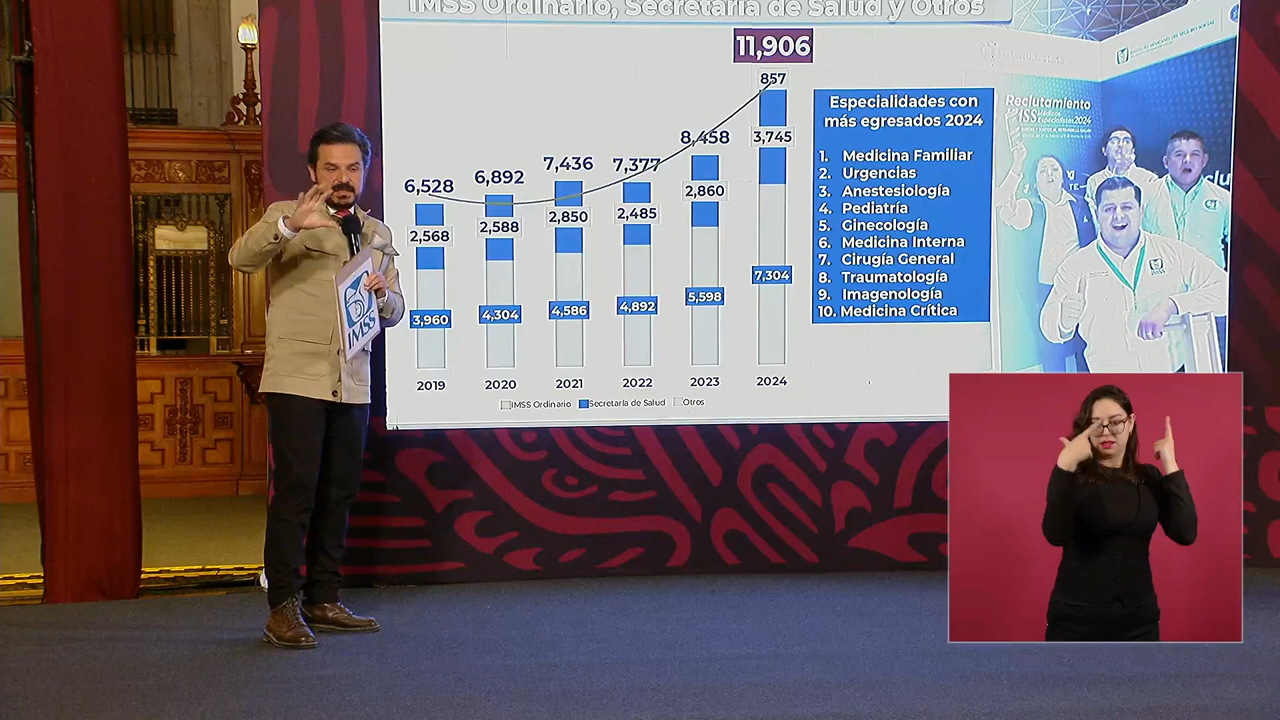 IMSS Ordinario, Secretaría de Salud y Otros
11,906
857
8,458
3,745
7,436
7,377
6,892
6,528
2,860
2,850
2,485
2,588
2,568
7,304
5,598
4,892
4,586
4,304
3,960
2019
2020
2021
2022
2023
2024
IMSS Ordinario
Secretaría de Salud
Otros
Especialidades con
más egresados 2024
1. Medicina Familiar
2. Urgencias
3. Anestesiología
4. Pediatría
5. Ginecología
6. Medicina Interna
7. Cirugía General
8. Traumatología
9. Imagenología
10. Medicina Crítica
Reclutamiento
IMSS
Médicos
Especialistas 2024
IMSS